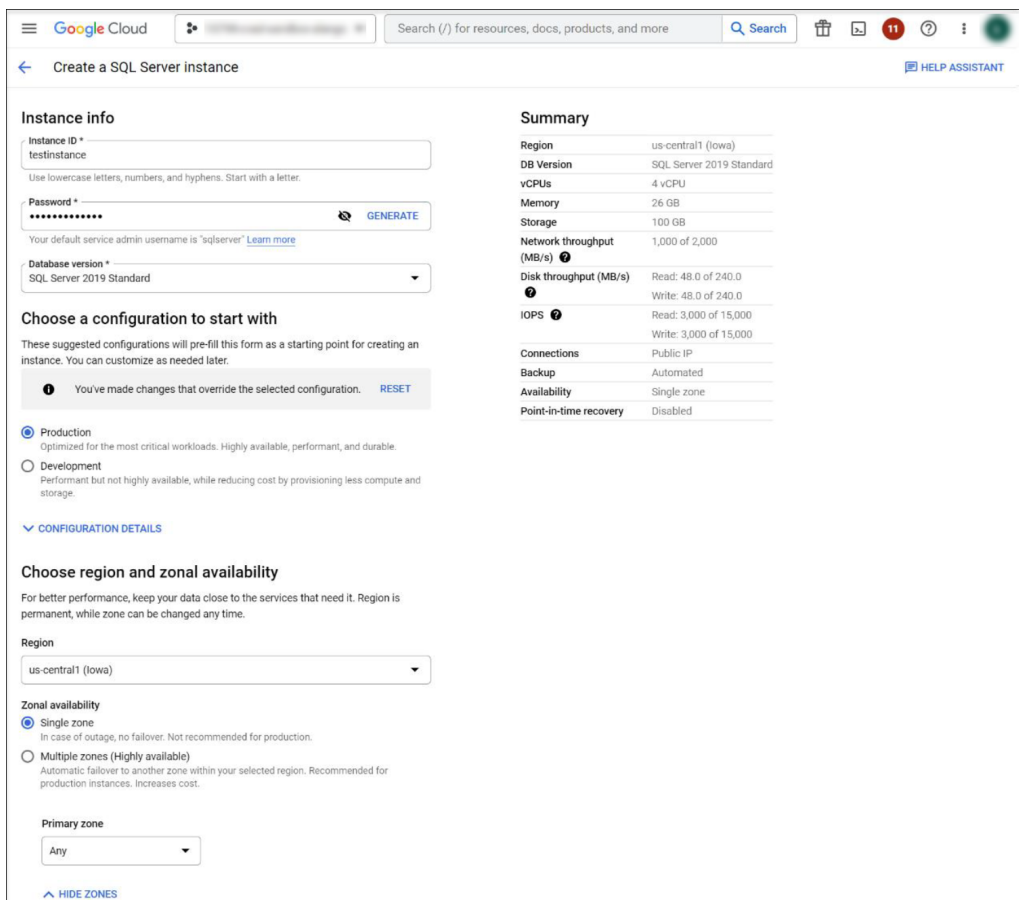 Google Cloud
Search (/) for resources, docs, products, and more
Search
11
Create a SQL Server instance
HELP ASSISTANT
Instance info
Instance ID *
testinstance
Use lowercase letters, numbers, and hyphens. Start with a letter.
Password *
•••••••••••••
GENERATE
Your default service admin username is "sqlserver" Learn more
Database version *
SQL Server 2019 Standard
Choose a configuration to start with
These suggested configurations will pre-fill this form as a starting point for creating an
instance. You can customize as needed later.
You've made changes that override the selected configuration. RESET
Production
Optimized for the most critical workloads. Highly available, performant, and durable.
Development
Performant but not highly available, while reducing cost by provisioning less compute and
storage.
CONFIGURATION DETAILS
Choose region and zonal availability
For better performance, keep your data close to the services that need it. Region is
permanent, while zone can be changed any time.
Region
us-central1 (Iowa)
Zonal availability
Single zone
In case of outage, no failover. Not recommended for production.
Multiple zones (Highly available)
Automatic failover to another zone within your selected region. Recommended for
production instances. Increases cost.
Primary zone
Any
HIDE ZONES
Summary
Region us-central1 (Iowa)
DB Version SQL Server 2019 Standard
vCPUs 4 vCPU
Memory 26 GB
Storage 100 GB
Network throughput 1,000 of 2,000
(MB/s)
Disk throughput (MB/s) Read: 48.0 of 240.0
Write: 48.0 of 240.0
IOPS Read: 3,000 of 15,000
Write: 3,000 of 15,000
Connections Public IP
Backup Automated
Availability Single zone
Point-in-time recovery Disabled